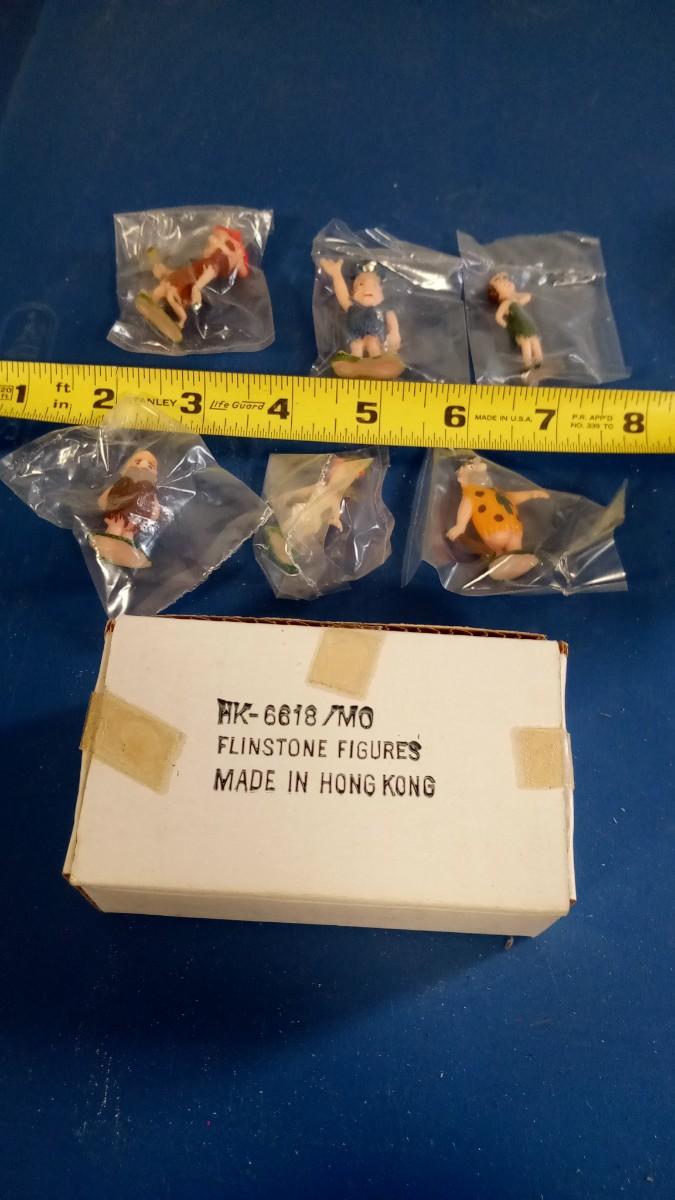 1 ft 2 ANLEY 3 Life Guard 4 5 6 MADE IN U.S.A. 7 P.R. APP'D 8
in. NO. 339 TO
HK-6618/MO
FLINSTONE FIGURES
MADE IN HONG KONG